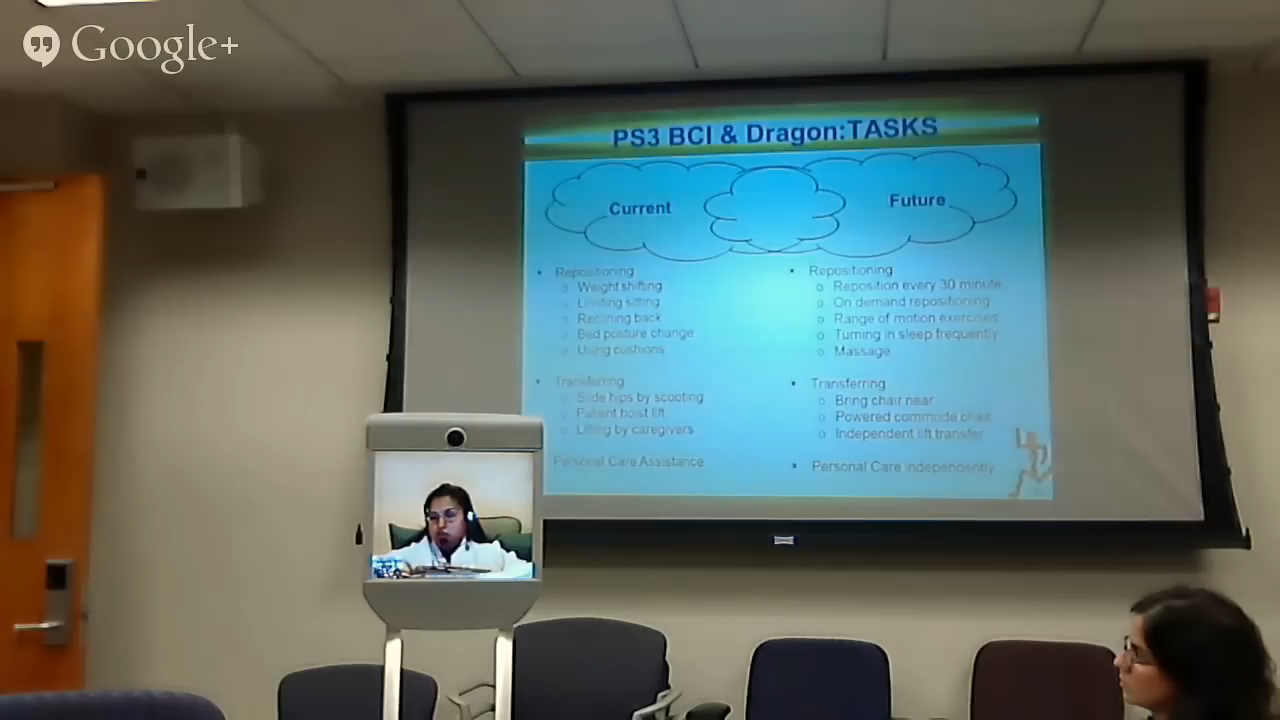 Google+
PS3 BCI & Dragon:TASKS
Current
Future
• Repositioning
o Weight shifting
o Limiting sitting
o Reclining back
o Bed posture change
o Using cushions
• Transferring
o Slide hips by scooting
o Patient hoist lift
o Lifting by caregivers
Personal Care Assistance
• Repositioning
o Reposition every 30 minute
o On demand repositioning
o Range of motion exercises
o Turning in sleep frequently
o Massage
• Transferring
o Bring chair near
o Powered commode chair
o Independent lift transfer
• Personal Care independently